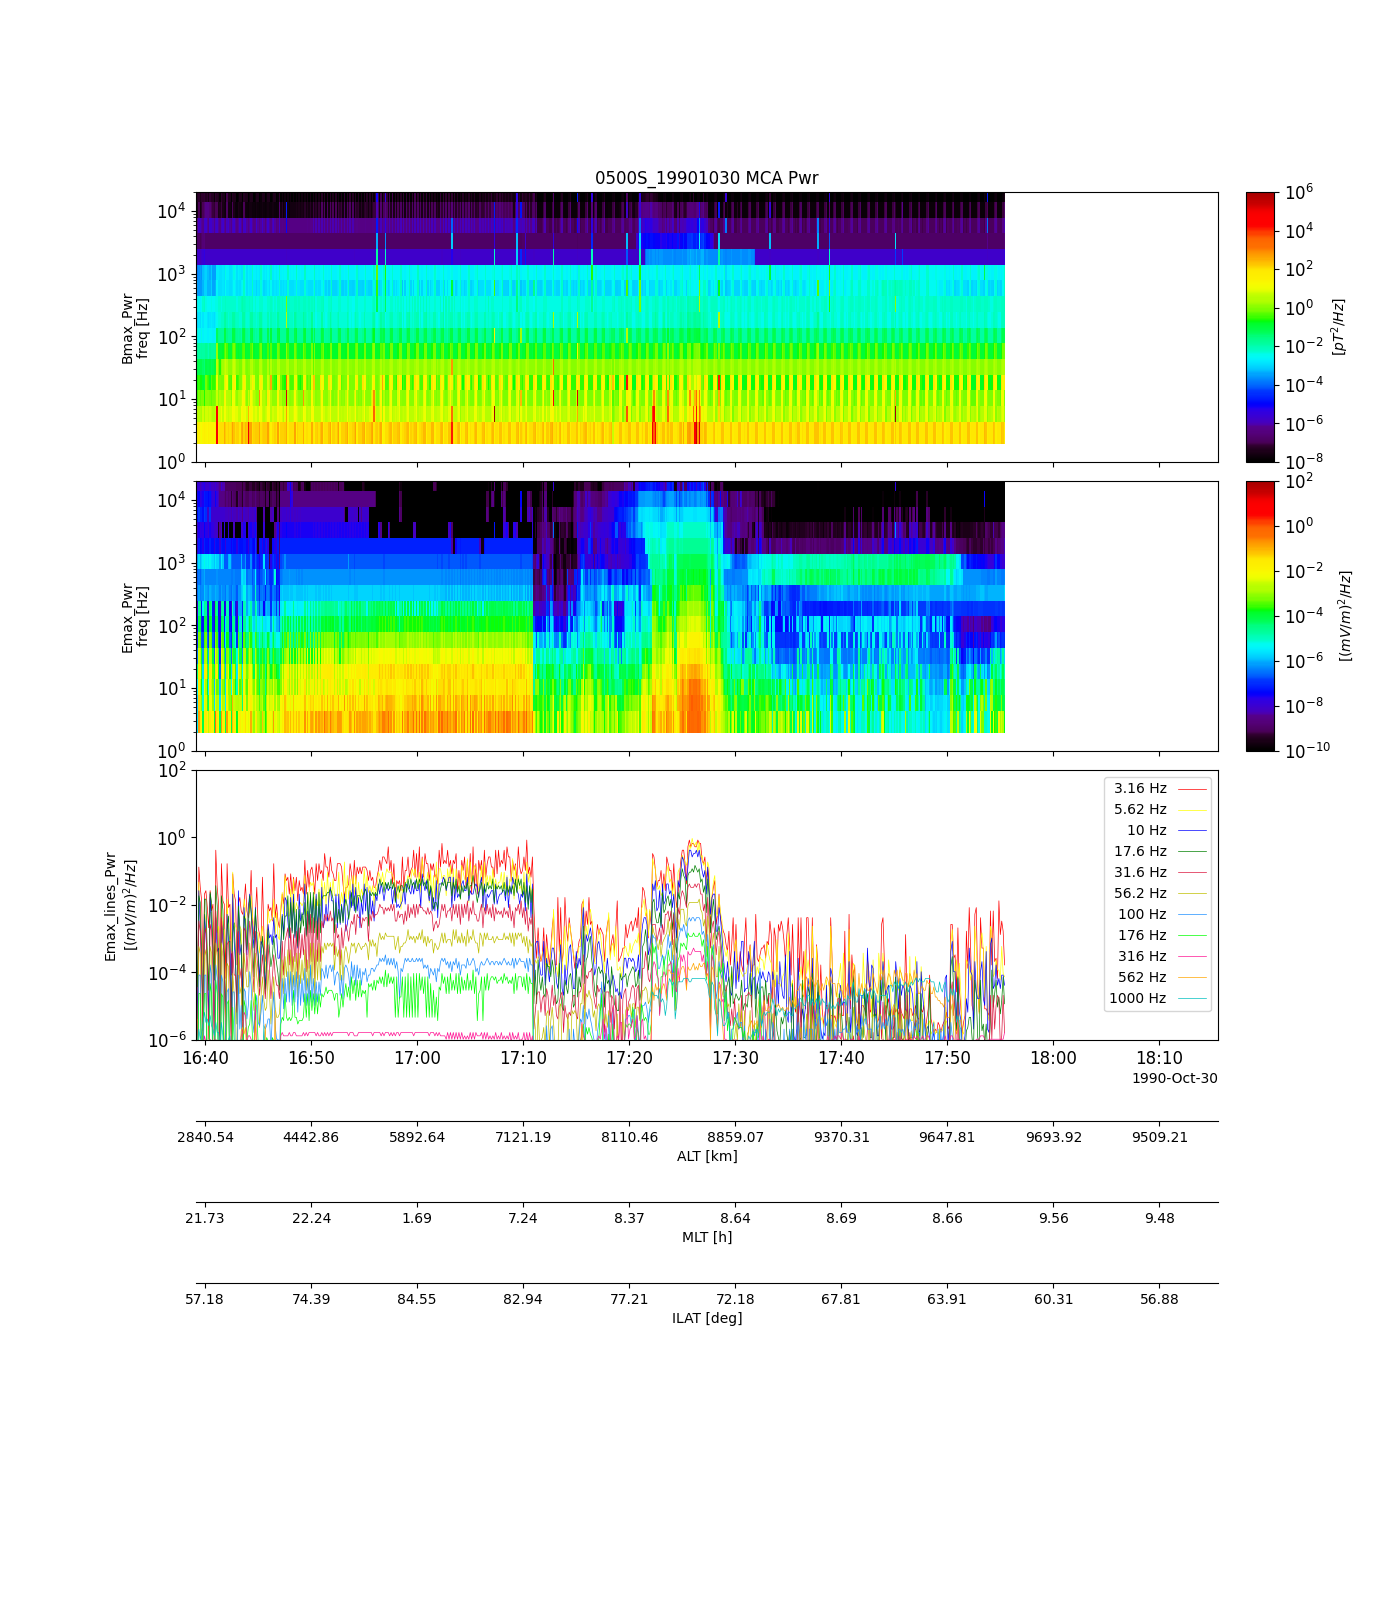 0500S_19901030 MCA Pwr
10⁴
10³
10²
10¹
10⁰
Bmax_Pwr
freq [Hz]
10⁶
10⁴
10²
10⁰
10⁻²
10⁻⁴
10⁻⁶
10⁻⁸
[pT²/Hz]
10⁴
10³
10²
10¹
10⁰
Emax_Pwr
freq [Hz]
10²
10⁰
10⁻²
10⁻⁴
10⁻⁶
10⁻⁸
10⁻¹⁰
[(mV/m)²/Hz]
10²
10⁰
10⁻²
10⁻⁴
10⁻⁶
Emax_lines_Pwr
[(mV/m)²/Hz]
3.16 Hz
5.62 Hz
10 Hz
17.6 Hz
31.6 Hz
56.2 Hz
100 Hz
176 Hz
316 Hz
562 Hz
1000 Hz
16:40 16:50 17:00 17:10 17:20 17:30 17:40 17:50 18:00 18:10
1990-Oct-30
2840.54 4442.86 5892.64 7121.19 8110.46 8859.07 9370.31 9647.81 9693.92 9509.21
ALT [km]
21.73 22.24 1.69 7.24 8.37 8.64 8.69 8.66 9.56 9.48
MLT [h]
57.18 74.39 84.55 82.94 77.21 72.18 67.81 63.91 60.31 56.88
ILAT [deg]